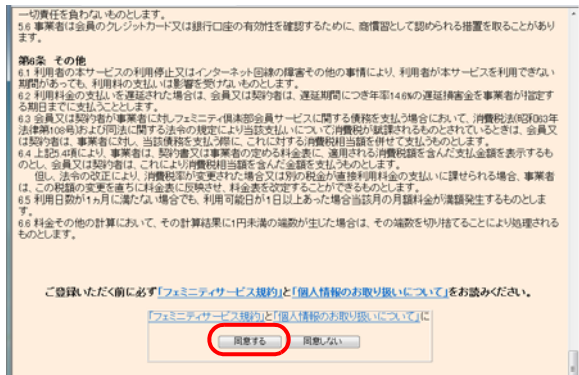 一切責任を負わないものとします。
5.6 事業者は会員のクレジットカード又は銀行口座の有効性を確認するために、商慣習として認められる措置を取ることがあり
ます。
第6条 その他
6.1 利用者の本サービスの利用停止又はインターネット回線の障害その他の事情により、利用者が本サービスを利用できない
期間があっても、利用料の支払いは影響を受けないものとします。
6.2 利用料金の支払いを遅延された場合は、会員又は契約者は、遅延期間につき年率14.6%の遅延損害金を事業者が指定す
る期日までに支払うこととします。
6.3 会員又は契約者が事業者に対しフェミニティ倶楽部会員サービスに関する債務を支払う場合において、消費税法(昭和63年
法律第108号)および同法に関する法令の規定により当該支払いについて消費税が賦課されるものとされているときは、会員又
は契約者は、事業者に対し、当該債務を支払う際に、これに対する消費税相当額を併せて支払うものとします。
6.4 上記5.4項により、事業者は、契約書又は事業者の定める料金表に、適用される消費税額を含んだ支払金額を表示するも
のとし、会員又は契約者は、これにより消費税相当額を含んだ金額を支払うものとします。
但し、法令の改正により、消費税率が変更された場合又は別の税金が直接利用料金の支払いに課せられる場合、事業者
は、この税額の変更を直ちに料金表に反映させ、料金表を改定することができるものとします。
6.5 利用日数が1ヵ月に満たない場合でも、利用可能日が1日以上あった場合当該月の月額料金が満額発生するものとしま
す。
6.6 料金その他の計算において、その計算結果に1円未満の端数が生じた場合は、その端数を切り捨てることにより処理される
ものとします。
ご登録いただく前に必ず「フェミニティサービス規約」と「個人情報のお取り扱いについて」をお読みください。
「フェミニティサービス規約」と「個人情報のお取り扱いについて」に
同意する 同意しない